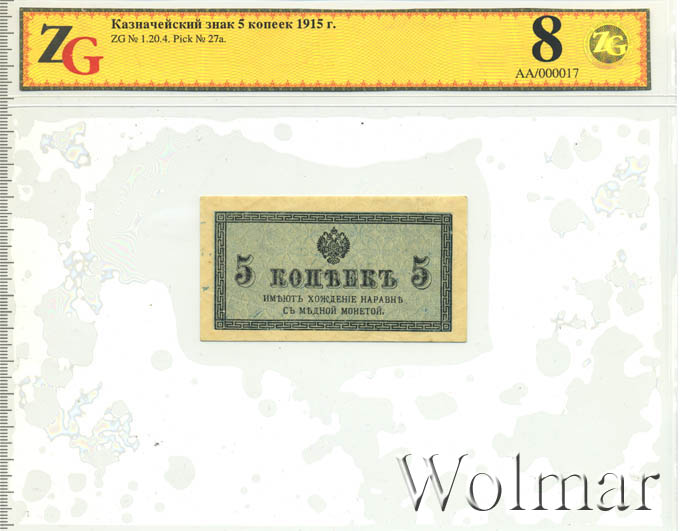 ZG
Казначейский знак 5 копеек 1915 г.
ZG № 1.20.4. Pick № 27a.
8
ZG
AA/000017
5 КОПѢЕКЪ 5
ИМѢЮТЪ ХОЖДЕНІЕ НАРАВНѢ
СЪ МѢДНОЙ МОНЕТОЙ.
Wolmar